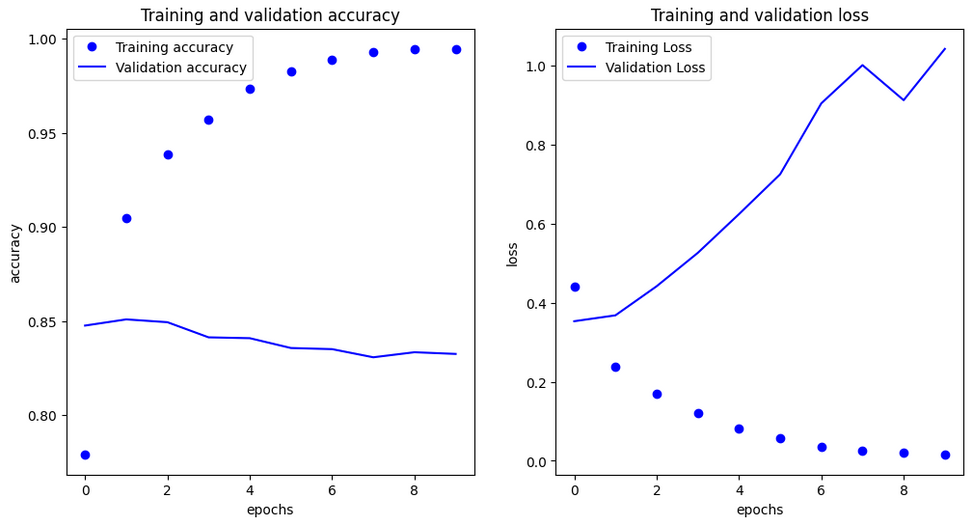 Training and validation accuracy
Training accuracy
Validation accuracy
1.00
0.95
0.90
0.85
0.80
accuracy
0 2 4 6 8
epochs
Training and validation loss
Training Loss
Validation Loss
1.0
0.8
0.6
0.4
0.2
0.0
loss
0 2 4 6 8
epochs